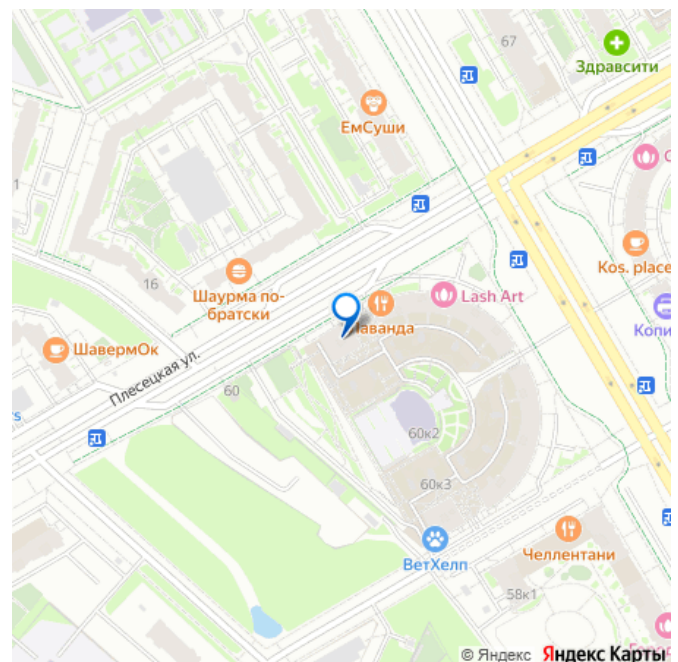 67
Здравсити
ЕмСуши
16
Шаурма по-
братски
Kos. place
Lash Art
Лаванда
Копи
ШавермОк
Плесецкая ул.
60
60к2
60к3
ВетХелп
Челлентани
58к1
© Яндекс Яндекс Карты